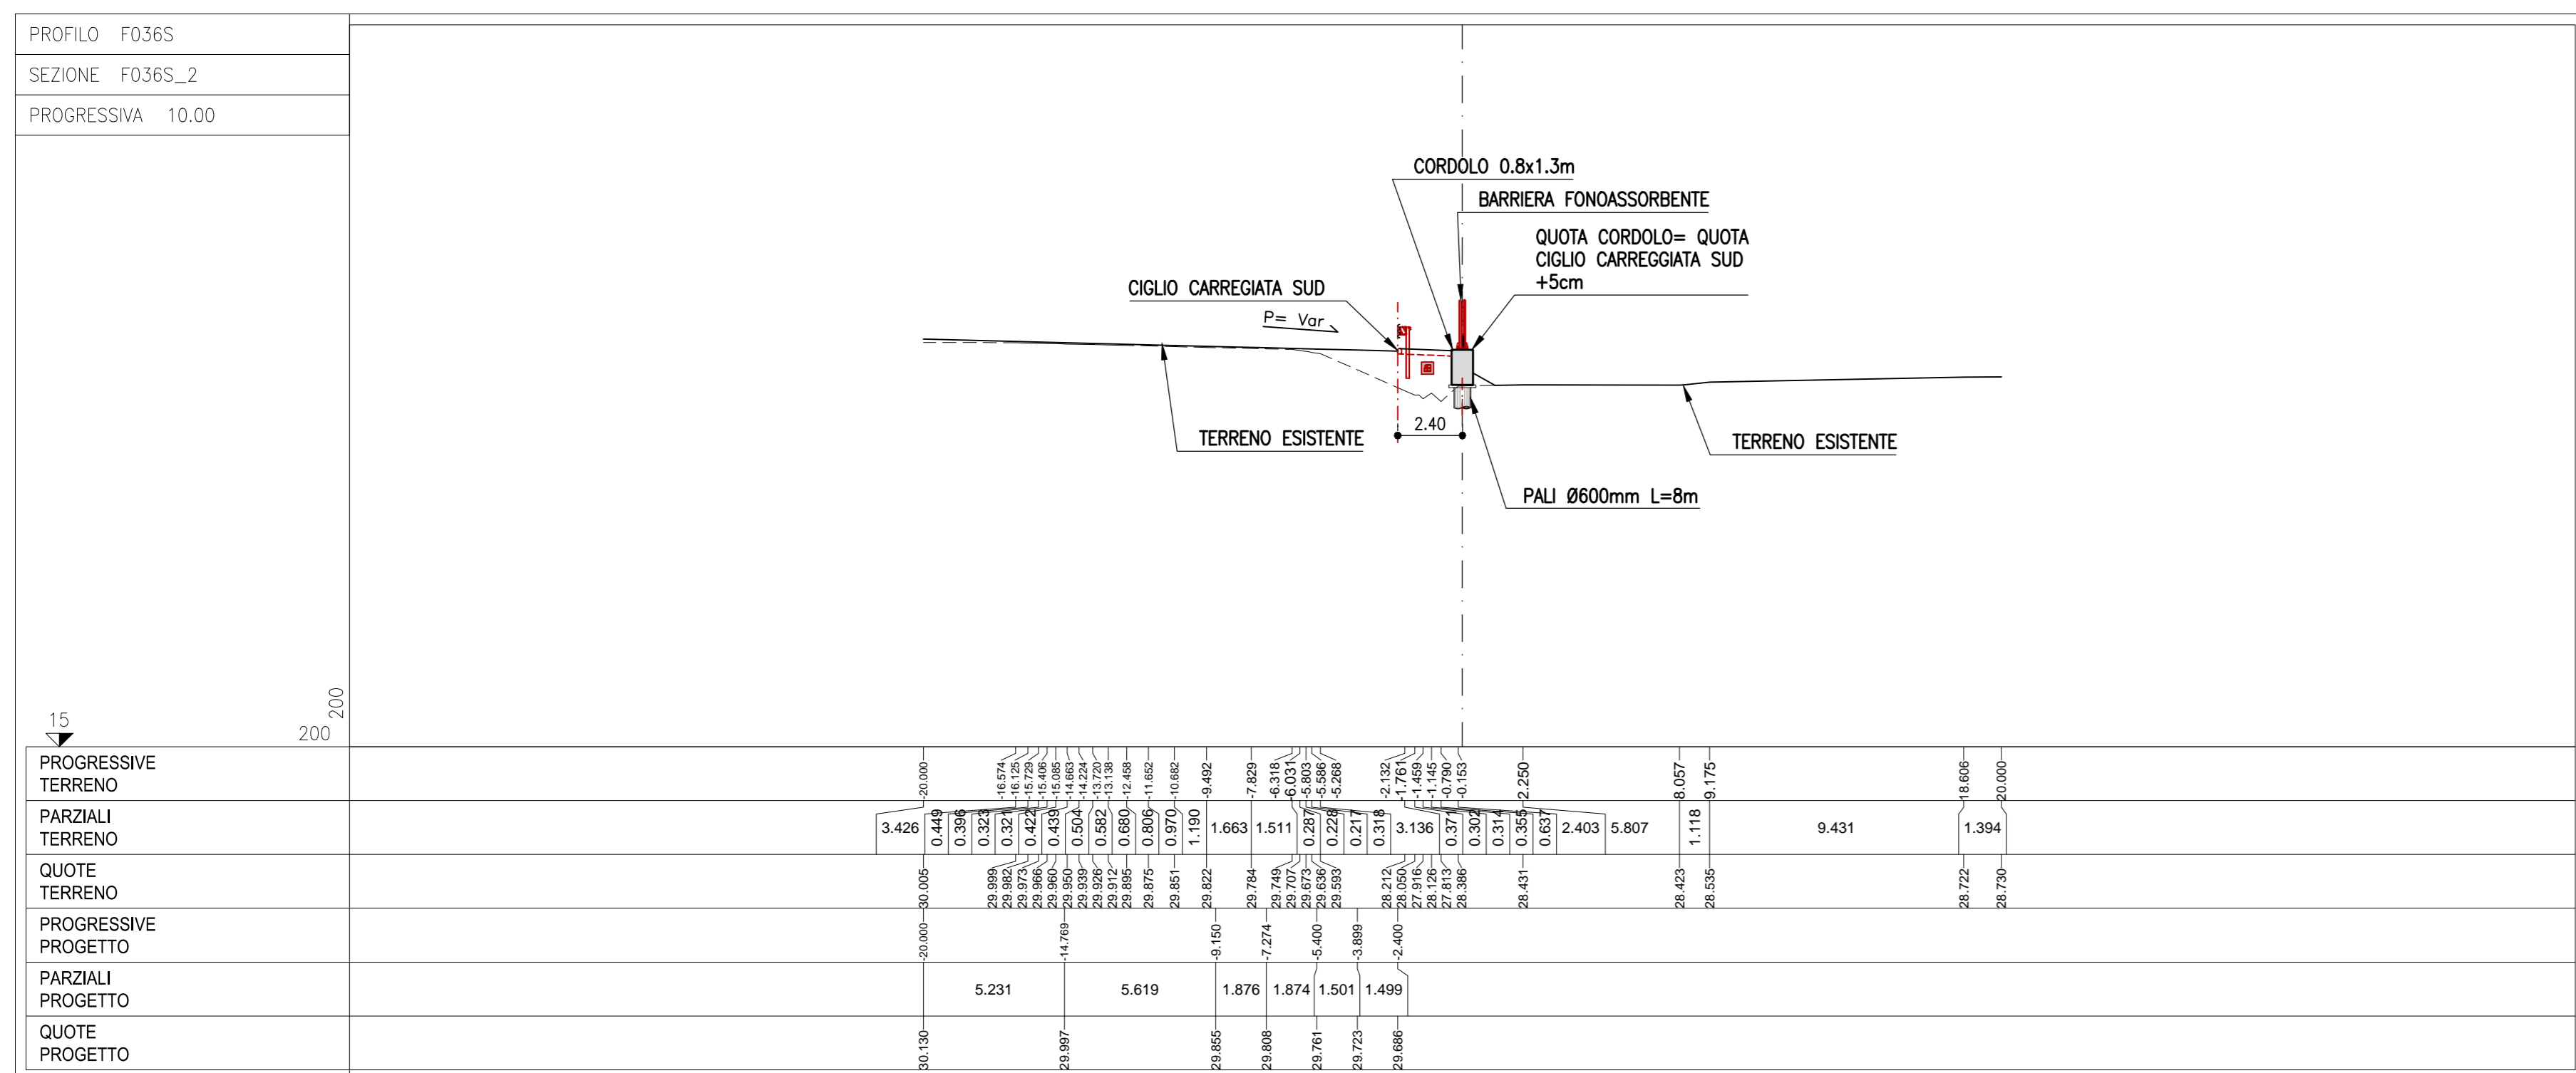 PROFILO F036S
SEZIONE F036S_2
PROGRESSIVA 10.00
CORDOLO 0.8x1.3m
BARRIERA FONOASSORBENTE
QUOTA CORDOLO= QUOTA
CIGLIO CARREGGIATA SUD
+5cm
CIGLIO CARREGIATA SUD
P= Var
2.40
TERRENO ESISTENTE
TERRENO ESISTENTE
PALI Ø600mm L=8m
200
15
200
PROGRESSIVE
TERRENO
-20.000 -16.574 -16.125 -15.729 -15.406 -15.085 -14.663 -14.224 -13.720 -13.138 -12.458 -11.652 -10.682 -9.492 -7.829 -6.318 -6.031 -5.803 -5.586 -5.268 -2.132 -1.761 -1.459 -1.145 -0.790 -0.153 2.250 8.057 9.175 18.606 20.000
PARZIALI
TERRENO
3.426 0.449 0.396 0.323 0.321 0.422 0.439 0.504 0.582 0.680 0.806 0.970 1.190 1.663 1.511 0.287 0.228 0.217 0.318 3.136 0.371 0.302 0.314 0.355 0.637 2.403 5.807 1.118 9.431 1.394
QUOTE
TERRENO
30.005 29.999 29.982 29.973 29.966 29.960 29.950 29.939 29.926 29.912 29.895 29.875 29.851 29.822 29.784 29.749 29.707 29.673 29.636 29.593 28.212 28.050 27.916 28.126 27.813 28.386 28.431 28.423 28.535 28.722 28.730
PROGRESSIVE
PROGETTO
-20.000 -14.769 -9.150 -7.274 -5.400 -3.899 -2.400
PARZIALI
PROGETTO
5.231 5.619 1.876 1.874 1.501 1.499
QUOTE
PROGETTO
30.130 29.997 29.855 29.808 29.761 29.723 29.686